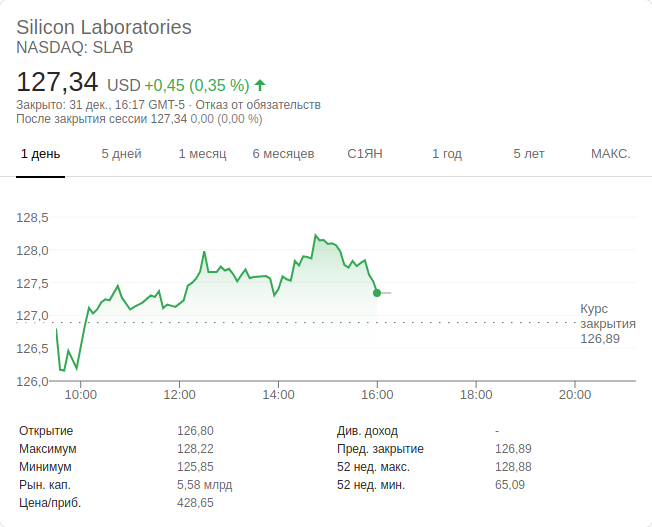 Silicon Laboratories
NASDAQ: SLAB
127,34 USD +0,45 (0,35 %)
Закрыто: 31 дек., 16:17 GMT-5 · Отказ от обязательств
После закрытия сессии 127,34 0,00 (0,00 %)
1 день 5 дней 1 месяц 6 месяцев С1ЯН 1 год 5 лет МАКС.
128,5
128,0
127,5
127,0
126,5
126,0
Курс
закрытия
126,89
10:00 12:00 14:00 16:00 18:00 20:00
Открытие 126,80 Див. доход -
Максимум 128,22 Пред. закрытие 126,89
Минимум 125,85 52 нед. макс. 128,88
Рын. кап. 5,58 млрд 52 нед. мин. 65,09
Цена/приб. 428,65